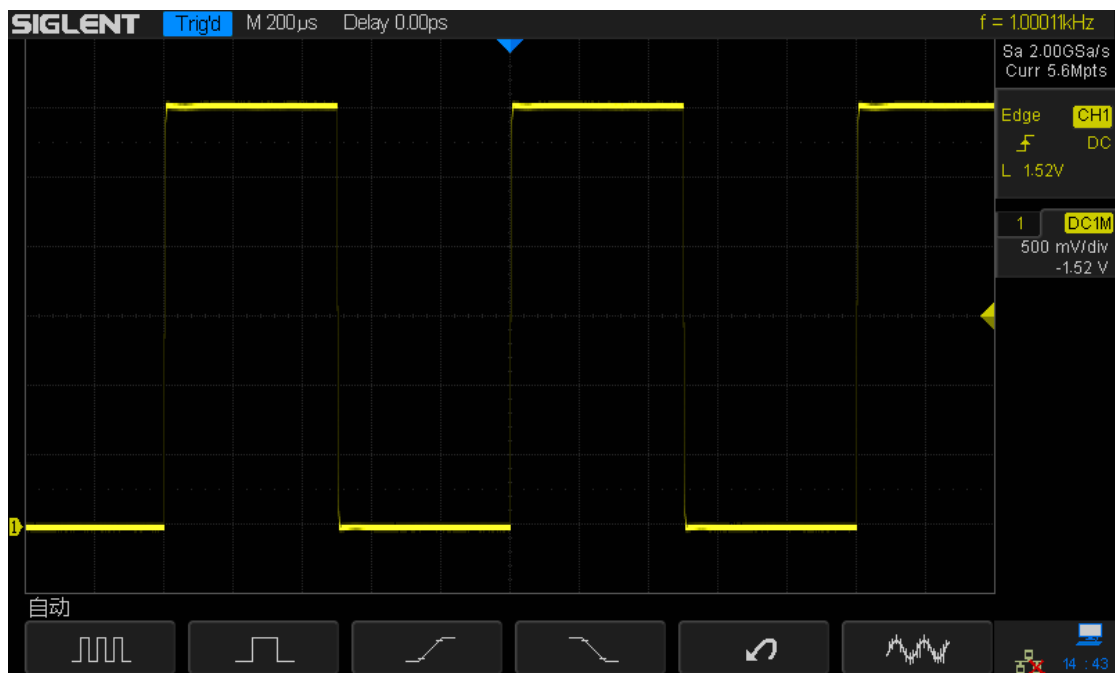 SIGLENT Trig'd M 200µs Delay 0.00ps f = 1.00011kHz
Sa 2.00GSa/s
Curr 5.6Mpts
Edge CH1
DC
L 1.52V
1 DC1M
500 mV/div
-1.52 V
1
自动
14 : 43